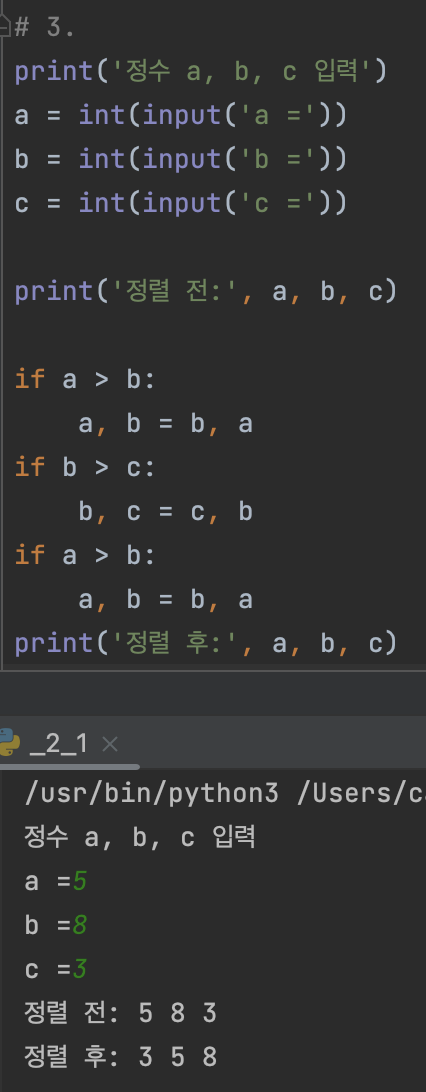 # 3.
print('정수 a, b, c 입력')
a = int(input('a ='))
b = int(input('b ='))
c = int(input('c ='))
print('정렬 전:', a, b, c)
if a > b:
    a, b = b, a
if b > c:
    b, c = c, b
if a > b:
    a, b = b, a
print('정렬 후:', a, b, c)
_2_1 ×
/usr/bin/python3 /Users/c
정수 a, b, c 입력
a =5
b =8
c =3
정렬 전: 5 8 3
정렬 후: 3 5 8